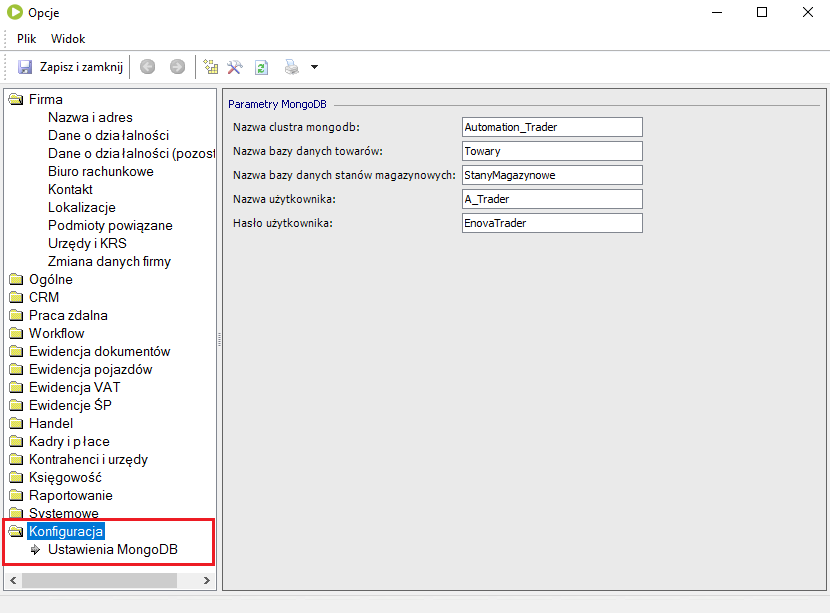 Opcje
Plik Widok
Zapisz i zamknij
Firma
Nazwa i adres
Dane o działalności
Dane o działalności (pozost
Biuro rachunkowe
Kontakt
Lokalizacje
Podmioty powiązane
Urzędy i KRS
Zmiana danych firmy
Ogólne
CRM
Praca zdalna
Workflow
Ewidencja dokumentów
Ewidencja pojazdów
Ewidencja VAT
Ewidencje ŚP
Handel
Kadry i płace
Kontrahenci i urzędy
Księgowość
Raportowanie
Systemowe
Konfiguracja
Ustawienia MongoDB
Parametry MongoDB
Nazwa clustra mongodb: Automation_Trader
Nazwa bazy danych towarów: Towary
Nazwa bazy danych stanów magazynowych: StanyMagazynowe
Nazwa użytkownika: A_Trader
Hasło użytkownika: EnovaTrader